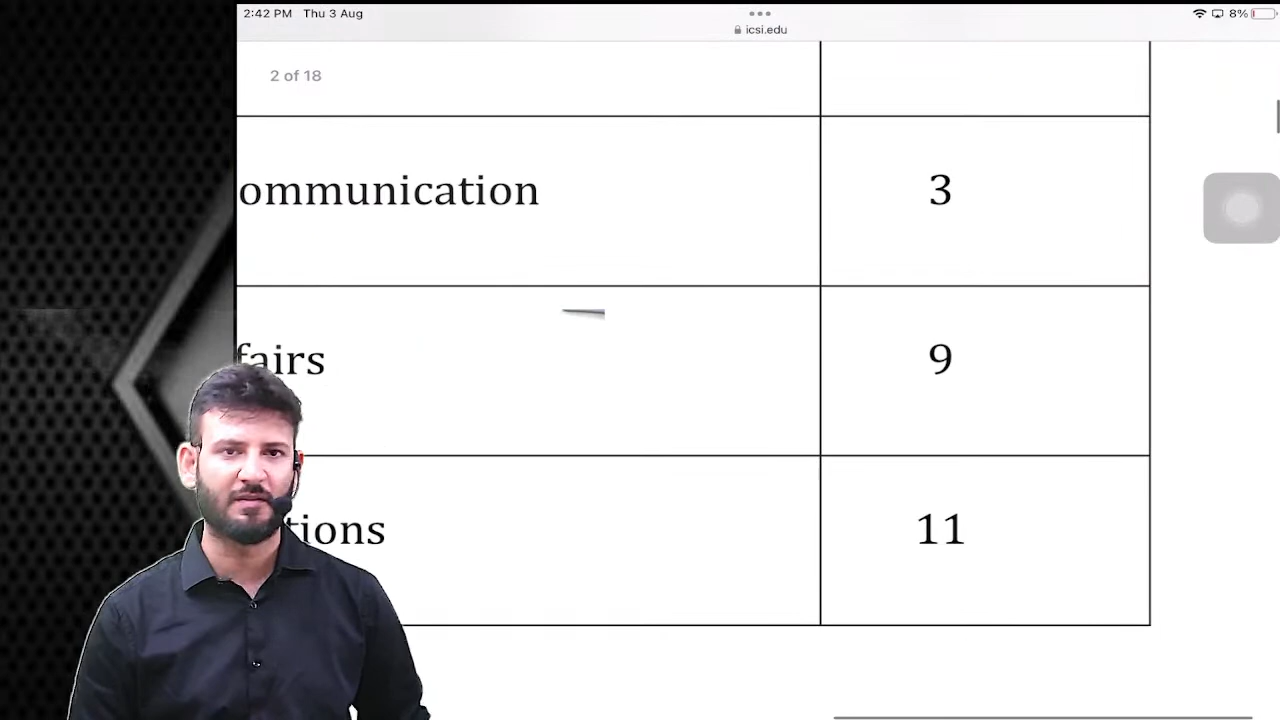 2:42 PM Thu 3 Aug
8%
icsi.edu
2 of 18
ommunication 3
fairs 9
tions 11